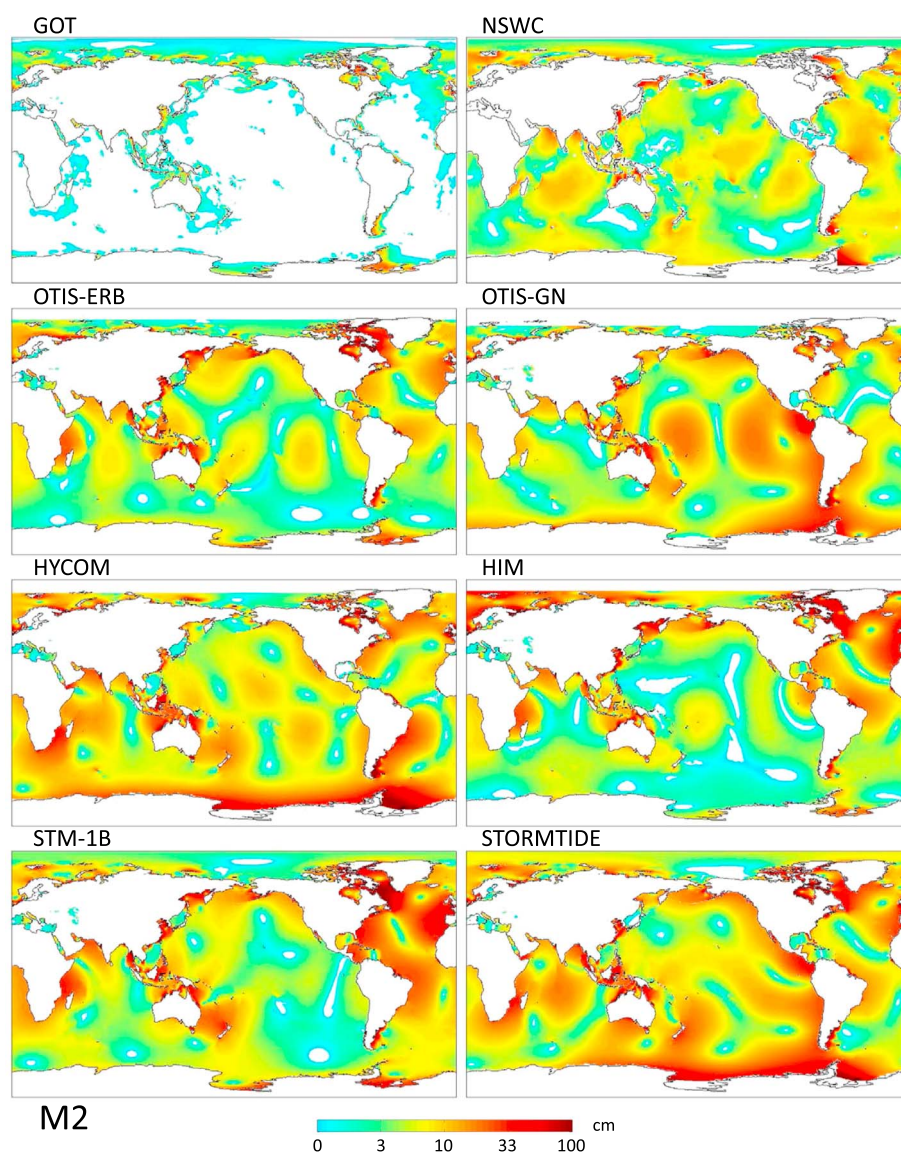 GOT NSWC
OTIS-ERB OTIS-GN
HYCOM HIM
STM-1B STORMTIDE
M2
cm
0 3 10 33 100